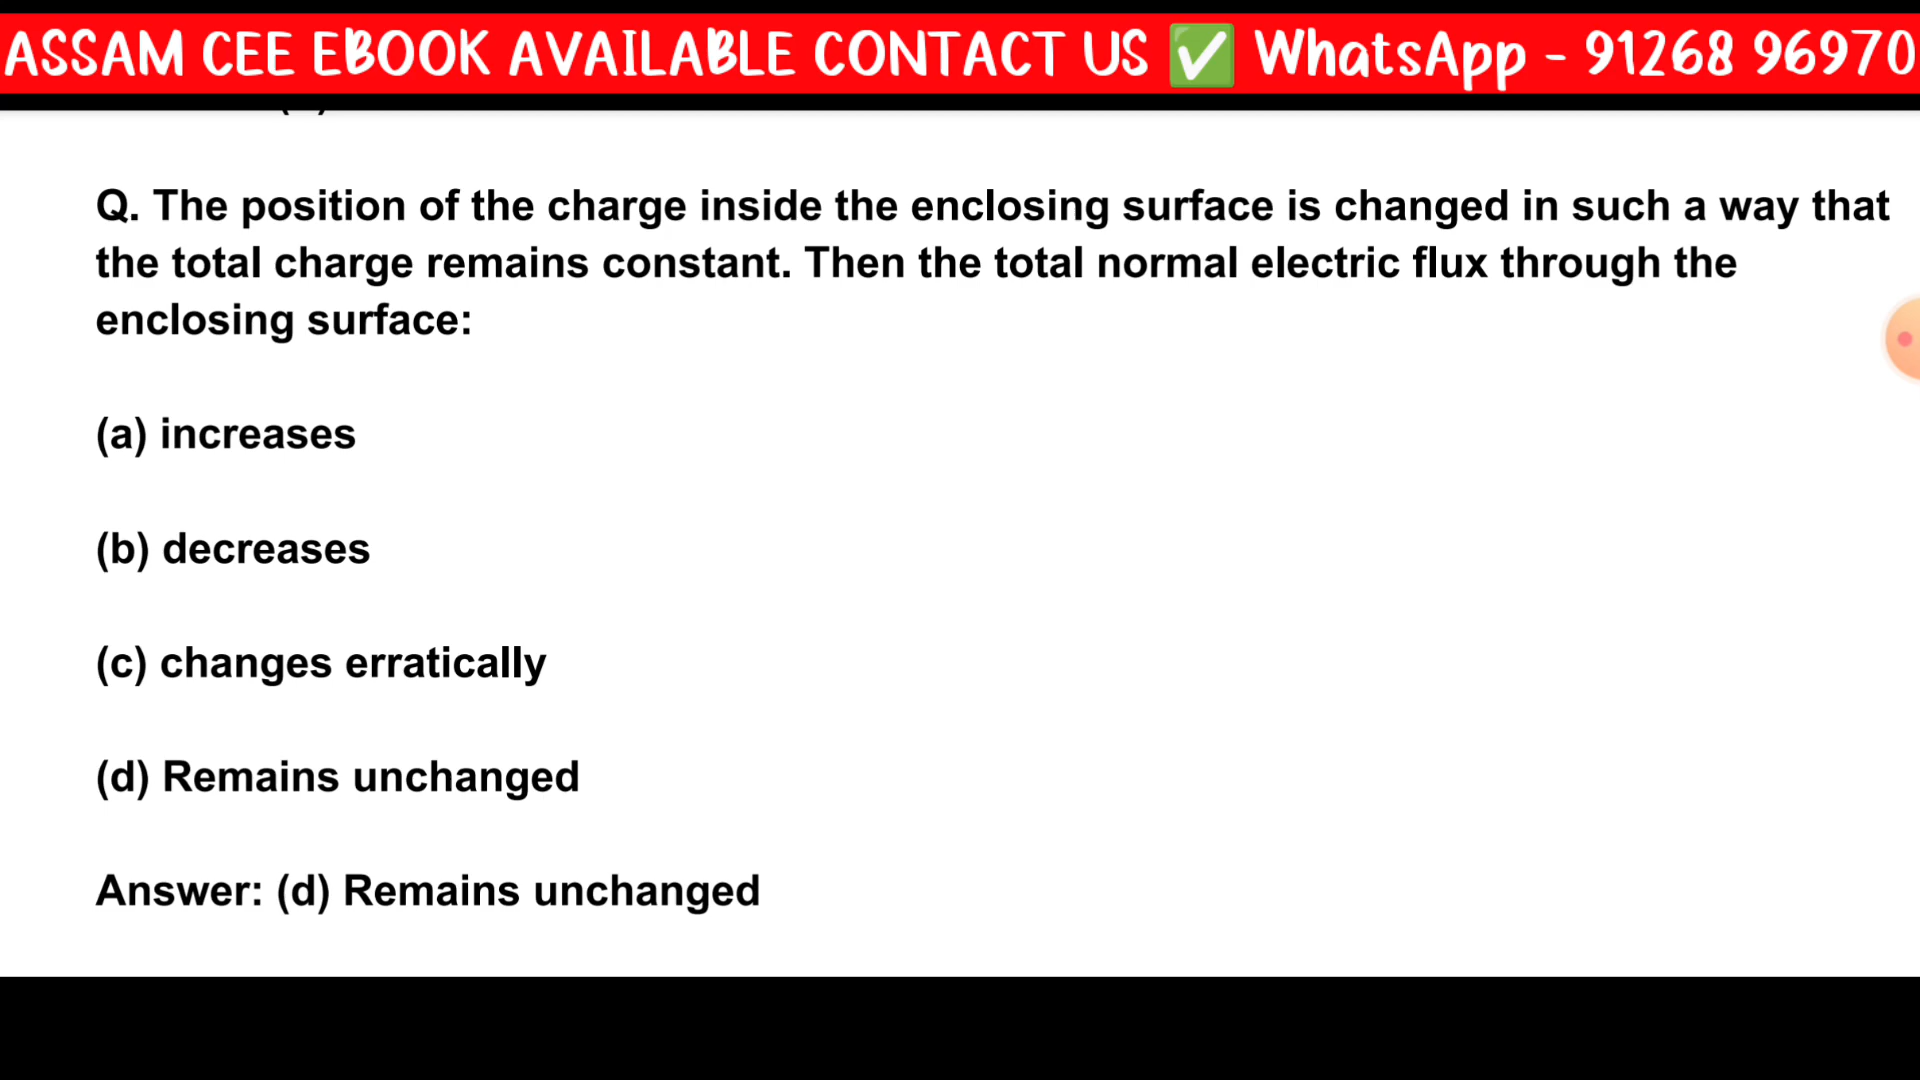 ASSAM CEE EBOOK AVAILABLE CONTACT US ✅ WhatsApp - 91268 96970
Q. The position of the charge inside the enclosing surface is changed in such a way that
the total charge remains constant. Then the total normal electric flux through the
enclosing surface:
(a) increases
(b) decreases
(c) changes erratically
(d) Remains unchanged
Answer: (d) Remains unchanged